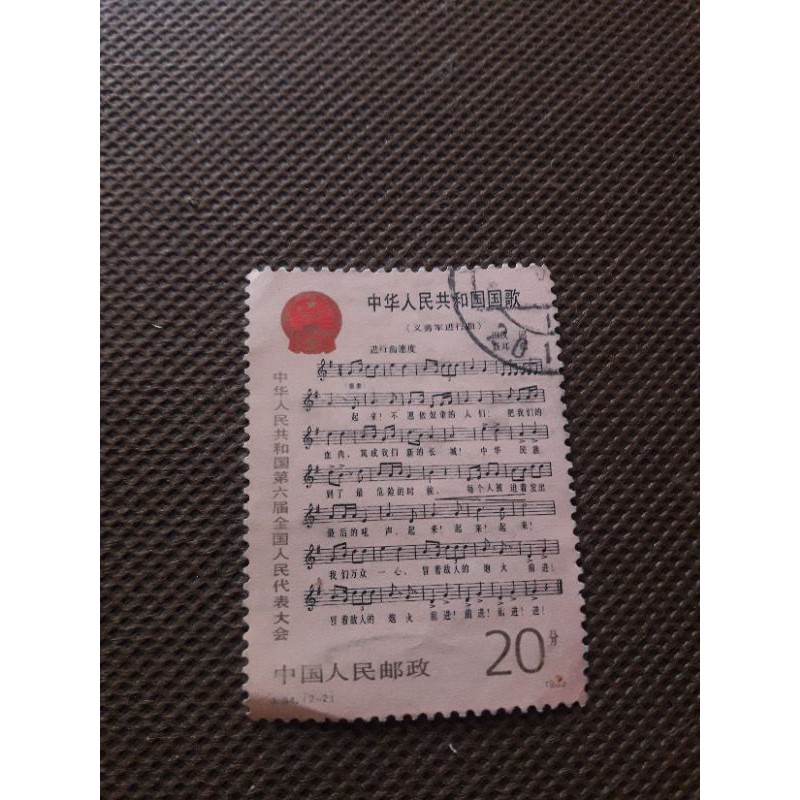 中华人民共和国国歌
(义勇军进行曲)
进行曲速度
起来! 不愿做奴隶的人们! 把我们的
血肉, 筑成我们新的长城! 中华民族
到了最危险的时候, 每个人被迫着发出
最后的吼声, 起来! 起来! 起来!
我们万众一心, 冒着敌人的炮火前进!
冒着敌人的炮火前进! 前进! 前进! 进!
中华人民共和国第六届全国人民代表大会
中国人民邮政
20分
(2-2)